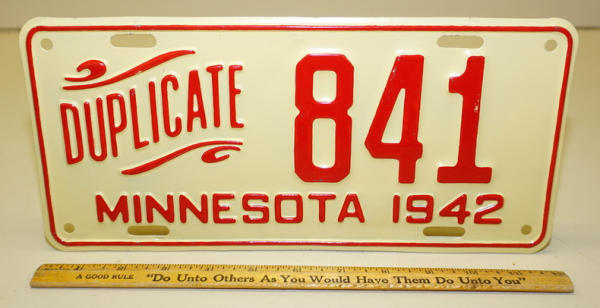 DUPLICATE 841
MINNESOTA 1942
A GOOD RULE "Do Unto Others As You Would Have Them Do Unto You"